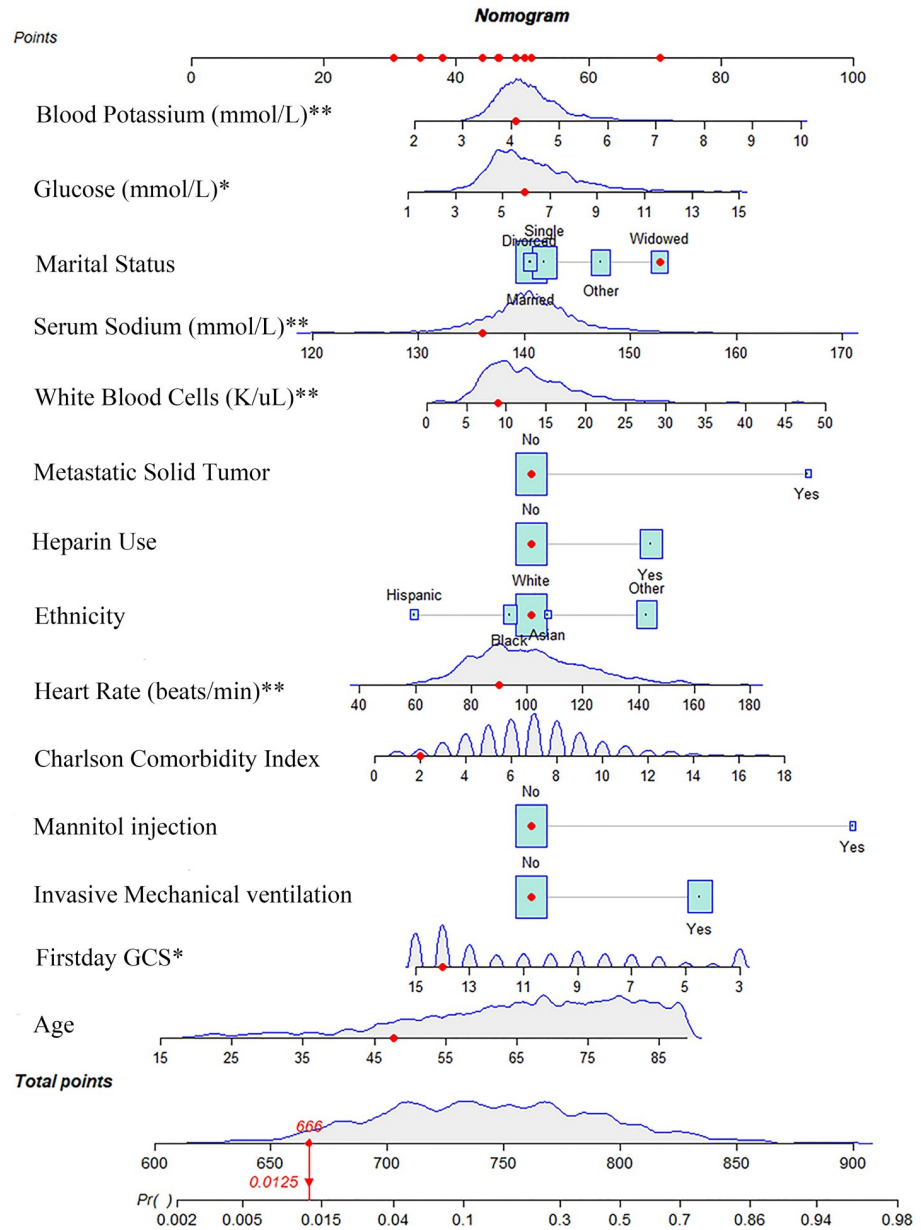 Nomogram
Points
0 20 40 60 80 100
Blood Potassium (mmol/L)**
2 3 4 5 6 7 8 9 10
Glucose (mmol/L)*
1 3 5 7 9 11 13 15
Single
Divorced
Widowed
Marital Status
Other
Married
Serum Sodium (mmol/L)**
120 130 140 150 160 170
White Blood Cells (K/uL)**
0 5 10 15 20 25 30 35 40 45 50
No
Metastatic Solid Tumor
Yes
No
Heparin Use
Yes
White
Other
Hispanic
Ethnicity
Black
Asian
Heart Rate (beats/min)**
40 60 80 100 120 140 160 180
Charlson Comorbidity Index
0 2 4 6 8 10 12 14 16 18
No
Mannitol injection
Yes
No
Invasive Mechanical ventilation
Yes
Firstday GCS*
15 13 11 9 7 5 3
Age
15 25 35 45 55 65 75 85
Total points
666
600 650 700 750 800 850 900
0.0125
Pr( )
0.002 0.005 0.015 0.04 0.1 0.3 0.5 0.7 0.86 0.94 0.98